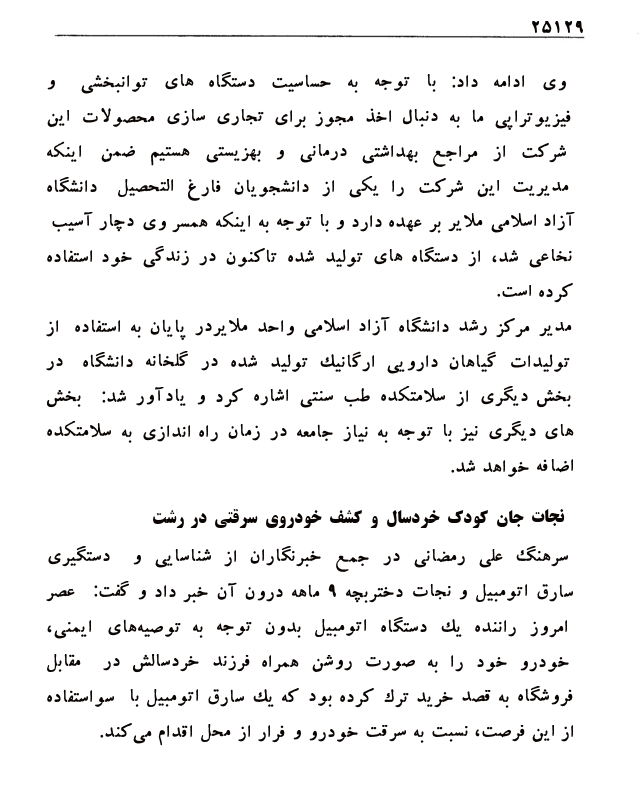 ۲۵۱۲۹
وی ادامه داد: با توجه به حساسیت دستگاه های توانبخشی و
فیزیوتراپی ما به دنبال اخذ مجوز برای تجاری سازی محصولات این
شرکت از مراجع بهداشتی درمانی و بهزیستی هستیم ضمن اینکه
مدیریت این شرکت را یکی از دانشجویان فارغ التحصیل دانشگاه
آزاد اسلامی ملایر بر عهده دارد و با توجه به اینکه همسر وی دچار آسیب
نخاعی شد، از دستگاه های تولید شده تاکنون در زندگی خود استفاده
کرده است.
مدیر مرکز رشد دانشگاه آزاد اسلامی واحد ملایردر پایان به استفاده از
تولیدات گیاهان دارویی ارگانیك تولید شده در گلخانه دانشگاه در
بخش دیگری از سلامتکده طب سنتی اشاره کرد و یادآور شد: بخش
های دیگری نیز با توجه به نیاز جامعه در زمان راه اندازی به سلامتکده
اضافه خواهد شد.
نجات جان کودک خردسال و کشف خودروی سرقتی در رشت
سرهنگ علی رمضانی در جمع خبرنگاران از شناسایی و دستگیری
سارق اتومبیل و نجات دختربچه ۹ ماهه درون آن خبر داد و گفت: عصر
امروز راننده یك دستگاه اتومبیل بدون توجه به توصیه‌های ایمنی،
خودرو خود را به صورت روشن همراه فرزند خردسالش در مقابل
فروشگاه به قصد خرید ترك کرده بود که یك سارق اتومبیل با سواستفاده
از این فرصت، نسبت به سرقت خودرو و فرار از محل اقدام می‌کند.